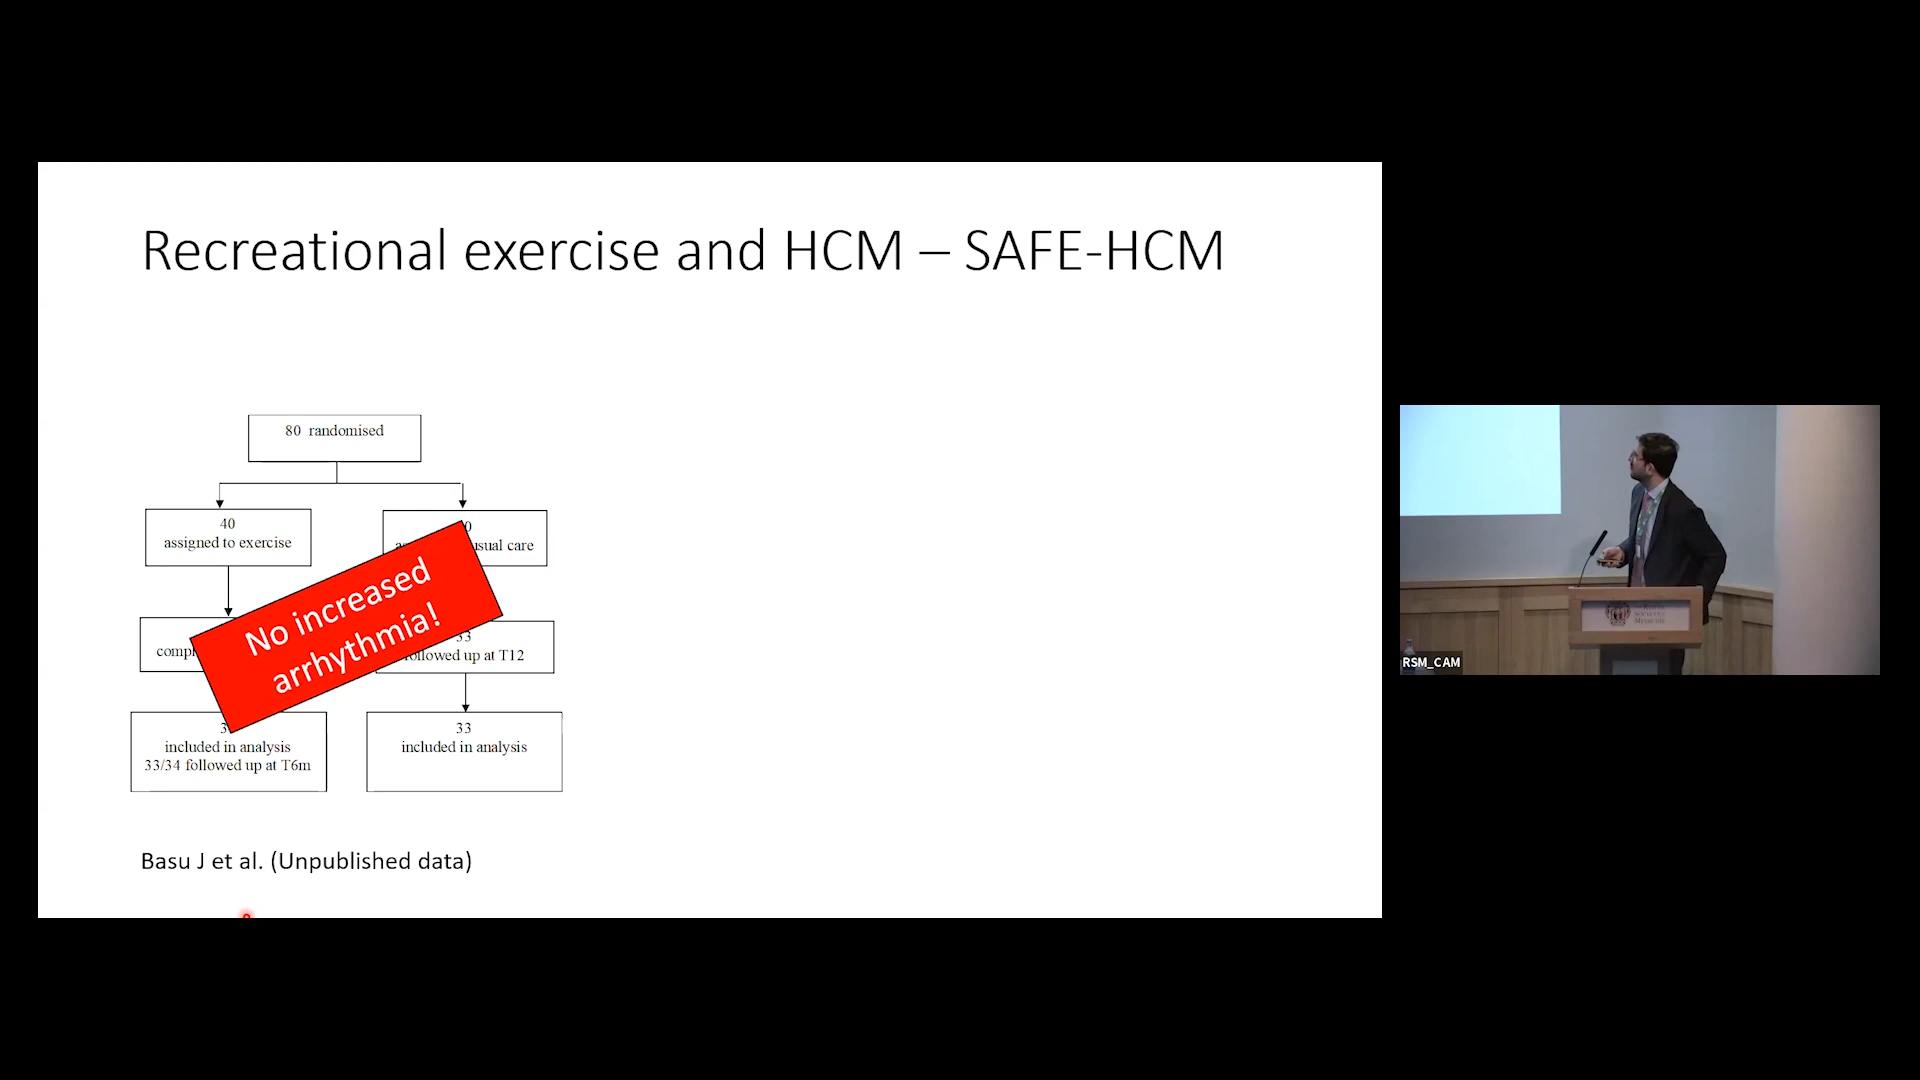 Recreational exercise and HCM – SAFE-HCM
80 randomised
40
assigned to exercise
usual care
No increased
arrhythmia!
33
followed up at T12
included in analysis
33/34 followed up at T6m
33
included in analysis
Basu J et al. (Unpublished data)
RSM_CAM